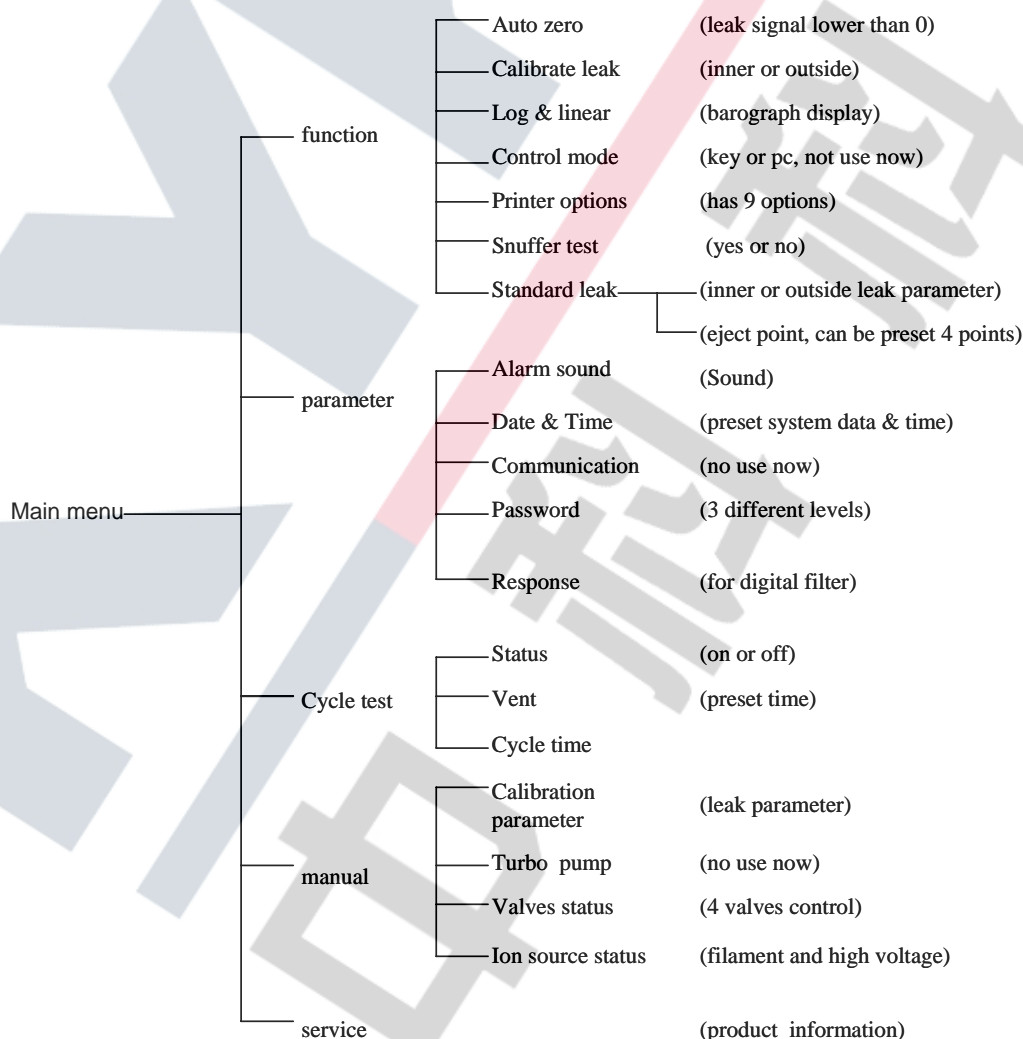 Auto zero (leak signal lower than 0)
Calibrate leak (inner or outside)
Log & linear (barograph display)
function
Control mode (key or pc, not use now)
Printer options (has 9 options)
Snuffer test (yes or no)
Standard leak (inner or outside leak parameter)
(eject point, can be preset 4 points)
Alarm sound (Sound)
parameter
Date & Time (preset system data & time)
Communication (no use now)
Main menu
Password (3 different levels)
Response (for digital filter)
Status (on or off)
Cycle test
Vent (preset time)
Cycle time
Calibration
parameter (leak parameter)
Turbo pump (no use now)
manual
Valves status (4 valves control)
Ion source status (filament and high voltage)
service (product information)
中 科 科